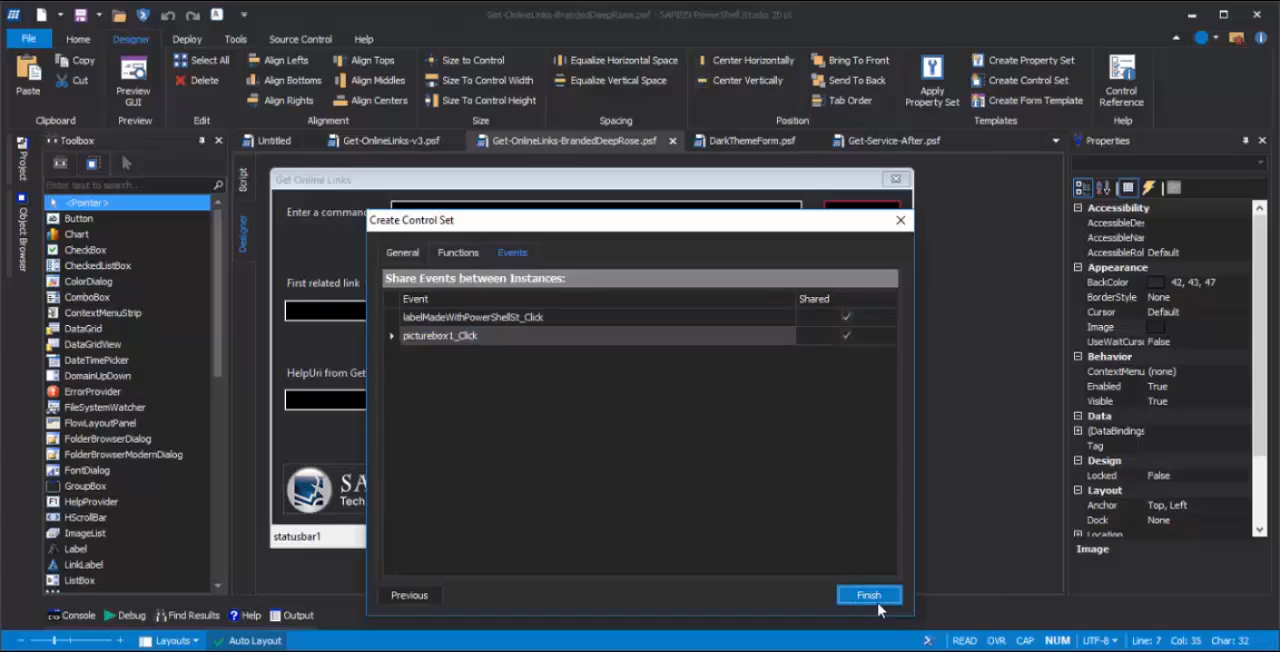 Get-OnlineLinks-BrandedDeepRose.psf - SAPIEN PowerShell Studio 2016
File Home Designer Deploy Tools Source Control Help
Paste
Copy
Cut
Clipboard
Preview GUI
Preview
Select All
Delete
Edit
Align Lefts Align Tops
Align Bottoms Align Middles
Align Rights Align Centers
Alignment
Size to Control
Size To Control Width
Size To Control Height
Size
Equalize Horizontal Space
Equalize Vertical Space
Spacing
Center Horizontally Bring To Front
Center Vertically Send To Back
Tab Order
Position
Apply Property Set
Create Property Set
Create Control Set
Create Form Template
Templates
Control Reference
Help
Project
Object Browser
Toolbox
Enter text to search...
<Pointer>
Button
Chart
CheckBox
CheckedListBox
ColorDialog
ComboBox
ContextMenuStrip
DataGrid
DataGridView
DateTimePicker
DomainUpDown
ErrorProvider
FileSystemWatcher
FlowLayoutPanel
FolderBrowserDialog
FolderBrowserModernDialog
FontDialog
GroupBox
HelpProvider
HScrollBar
ImageList
Label
LinkLabel
ListBox
Untitled Get-OnlineLinks-v3.psf Get-OnlineLinks-BrandedDeepRose.psf DarkThemeForm.psf Get-Service-After.psf
Script
Designer
Get Online Links
Enter a command
First related link
HelpUri from Get
SA
Tech
statusbar1
Create Control Set
General Functions Events
Share Events between Instances:
Event Shared
labelMadeWithPowerShellSt_Click
picturebox1_Click
Previous Finish
Properties
Accessibility
AccessibleDes
AccessibleNar
AccessibleRol Default
Appearance
BackColor 42, 43, 47
BorderStyle None
Cursor Default
Image
UseWaitCurs False
Behavior
ContextMenu (none)
Enabled True
Visible True
Data
(DataBindings
Tag
Design
Locked False
Layout
Anchor Top, Left
Dock None
Location
Image
Console Debug Find Results Help Output
Layouts Auto Layout
READ OVR CAP NUM UTF-8 Line: 7 Col: 35 Char: 32